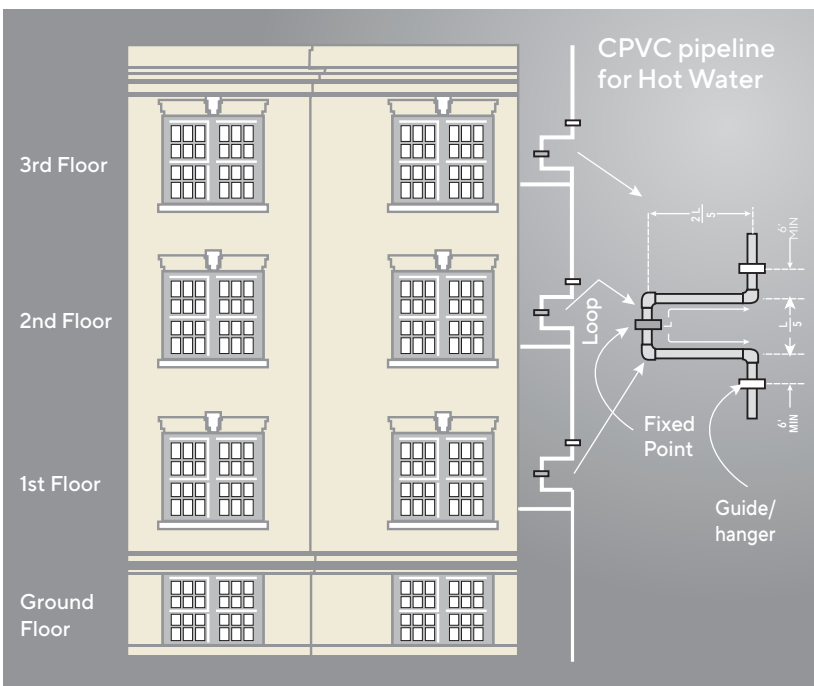 CPVC pipeline
for Hot Water
3rd Floor
2 L
5
6'
MIN
2nd Floor
Loop
L
L
5
6'
MIN
Fixed
Point
1st Floor
Guide/
hanger
Ground
Floor